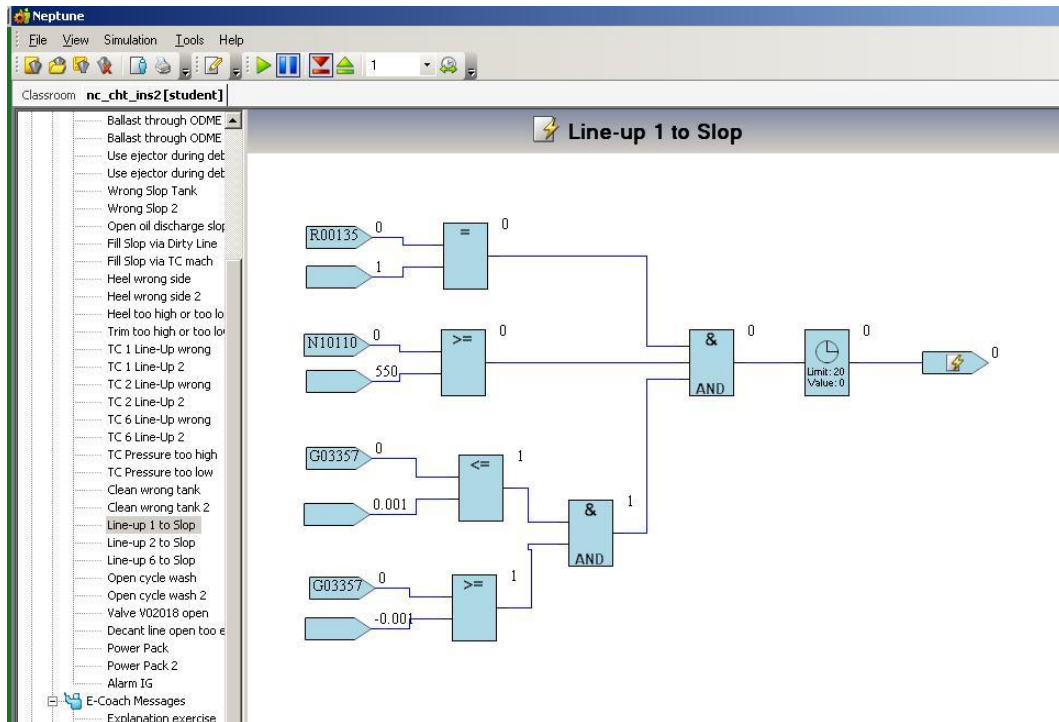 Neptune
File View Simulation Tools Help
1
Classroom nc_cht_ins2[student]
Ballast through ODME
Ballast through ODME
Use ejector during deb
Use ejector during deb
Wrong Slop Tank
Wrong Slop 2
Open oil discharge slop
Fill Slop via Dirty Line
Fill Slop via TC mach
Heel wrong side
Heel wrong side 2
Heel too high or too lo
Trim too high or too lo
TC 1 Line-Up wrong
TC 1 Line-Up 2
TC 2 Line-Up wrong
TC 2 Line-Up 2
TC 6 Line-Up wrong
TC 6 Line-Up 2
TC Pressure too high
TC Pressure too low
Clean wrong tank
Clean wrong tank 2
Line-up 1 to Slop
Line-up 2 to Slop
Line-up 6 to Slop
Open cycle wash
Open cycle wash 2
Valve V02018 open
Decant line open too e
Power Pack
Power Pack 2
Alarm IG
E-Coach Messages
Explanation exercise
Line-up 1 to Slop
R00135 0
1
= 0
N10110 0
550
>= 0
G03357 0
0.001
<= 1
G03357 0
-0.001
>= 1
& 1
AND
& 0
AND
0
Limit: 20
Value: 0
0